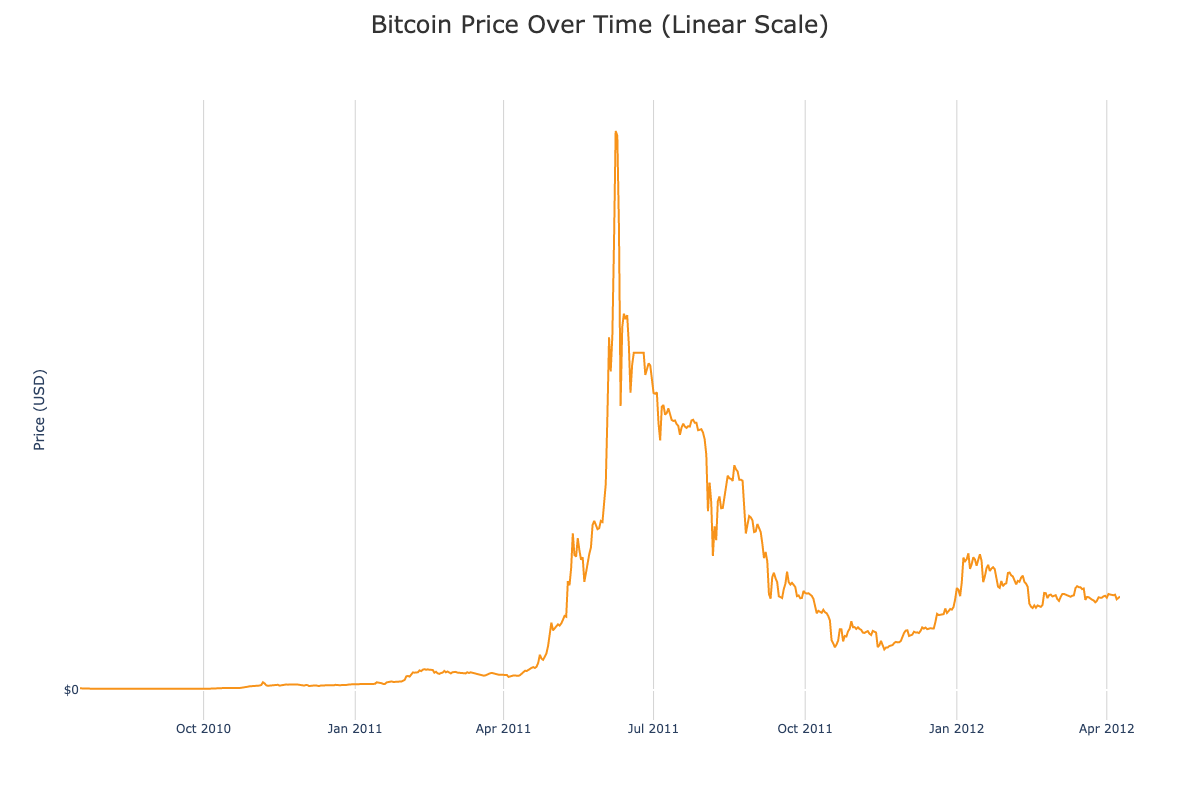 Bitcoin Price Over Time (Linear Scale)
Price (USD)
$0
Oct 2010
Jan 2011
Apr 2011
Jul 2011
Oct 2011
Jan 2012
Apr 2012